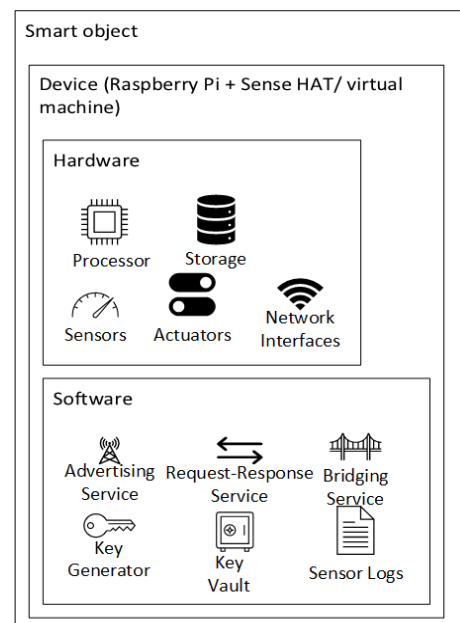 Smart object
Device (Raspberry Pi + Sense HAT/ virtual
machine)
Hardware
Processor
Storage
Sensors
Actuators
Network
Interfaces
Software
Advertising
Service
Request-Response
Service
Bridging
Service
Key
Generator
Key
Vault
Sensor Logs